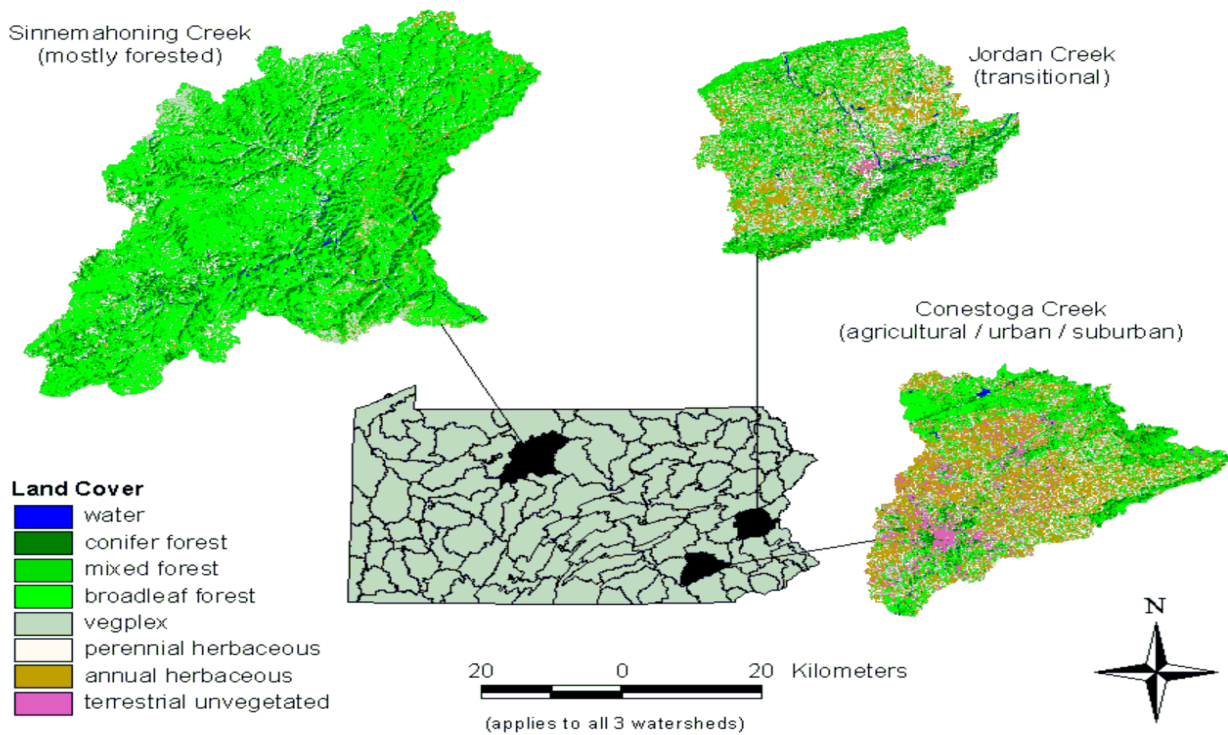 Sinnemahoning Creek
(mostly forested)
Jordan Creek
(transitional)
Conestoga Creek
(agricultural / urban / suburban)
Land Cover
water
conifer forest
mixed forest
broadleaf forest
vegplex
perennial herbaceous
annual herbaceous
terrestrial unvegetated
20 0 20 Kilometers
(applies to all 3 watersheds)
N